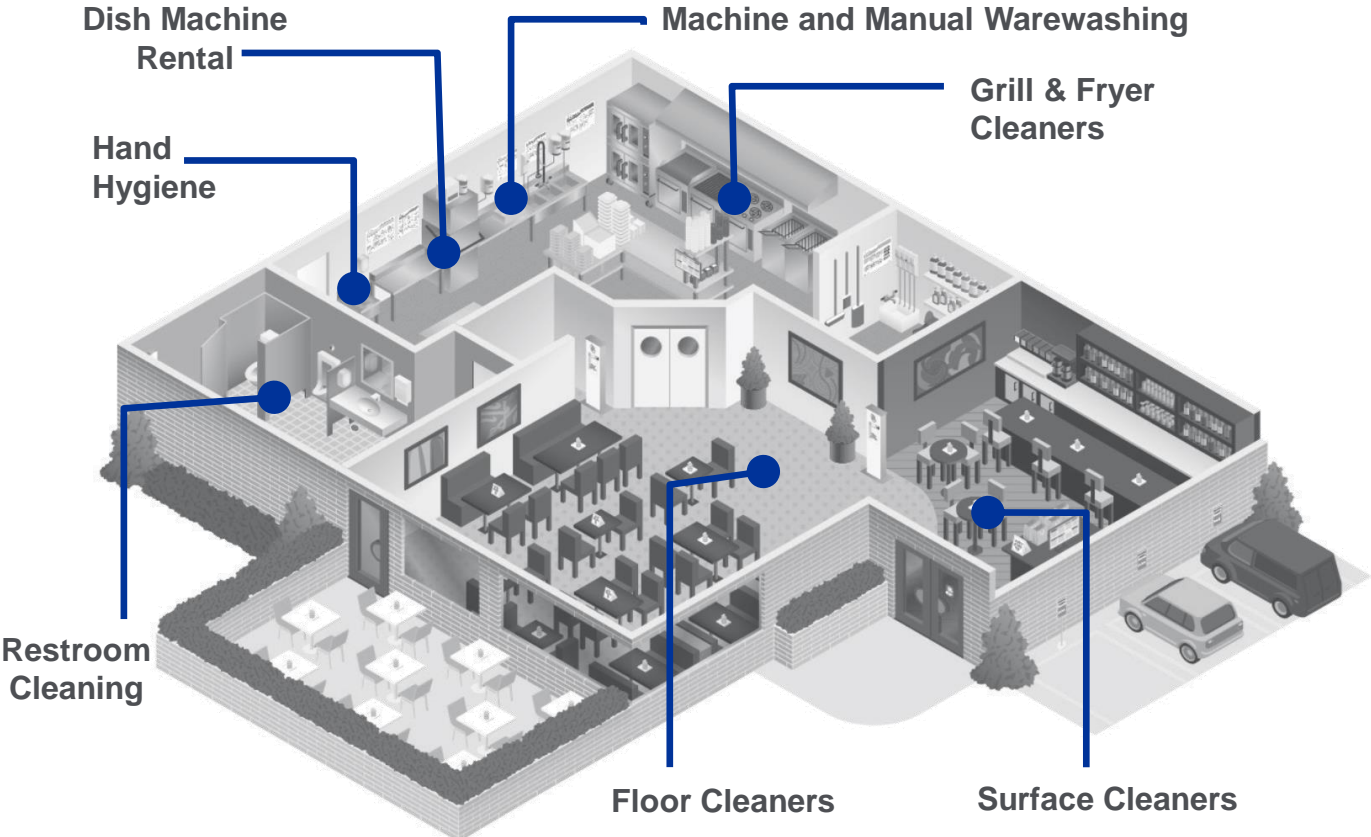 Dish Machine
Rental
Machine and Manual Warewashing
Grill & Fryer
Cleaners
Hand
Hygiene
Restroom
Cleaning
Floor Cleaners
Surface Cleaners